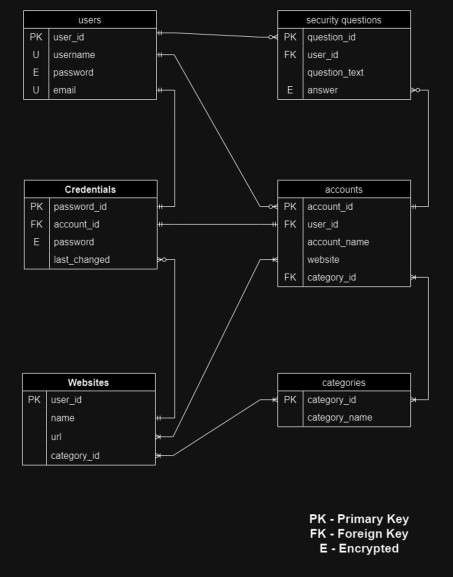 users
PK user_id
U username
E password
U email
security questions
PK question_id
FK user_id
question_text
E answer
Credentials
PK password_id
FK account_id
E password
last_changed
accounts
PK account_id
FK user_id
account_name
website
FK category_id
Websites
PK user_id
name
url
category_id
categories
PK category_id
category_name
PK - Primary Key
FK - Foreign Key
E - Encrypted